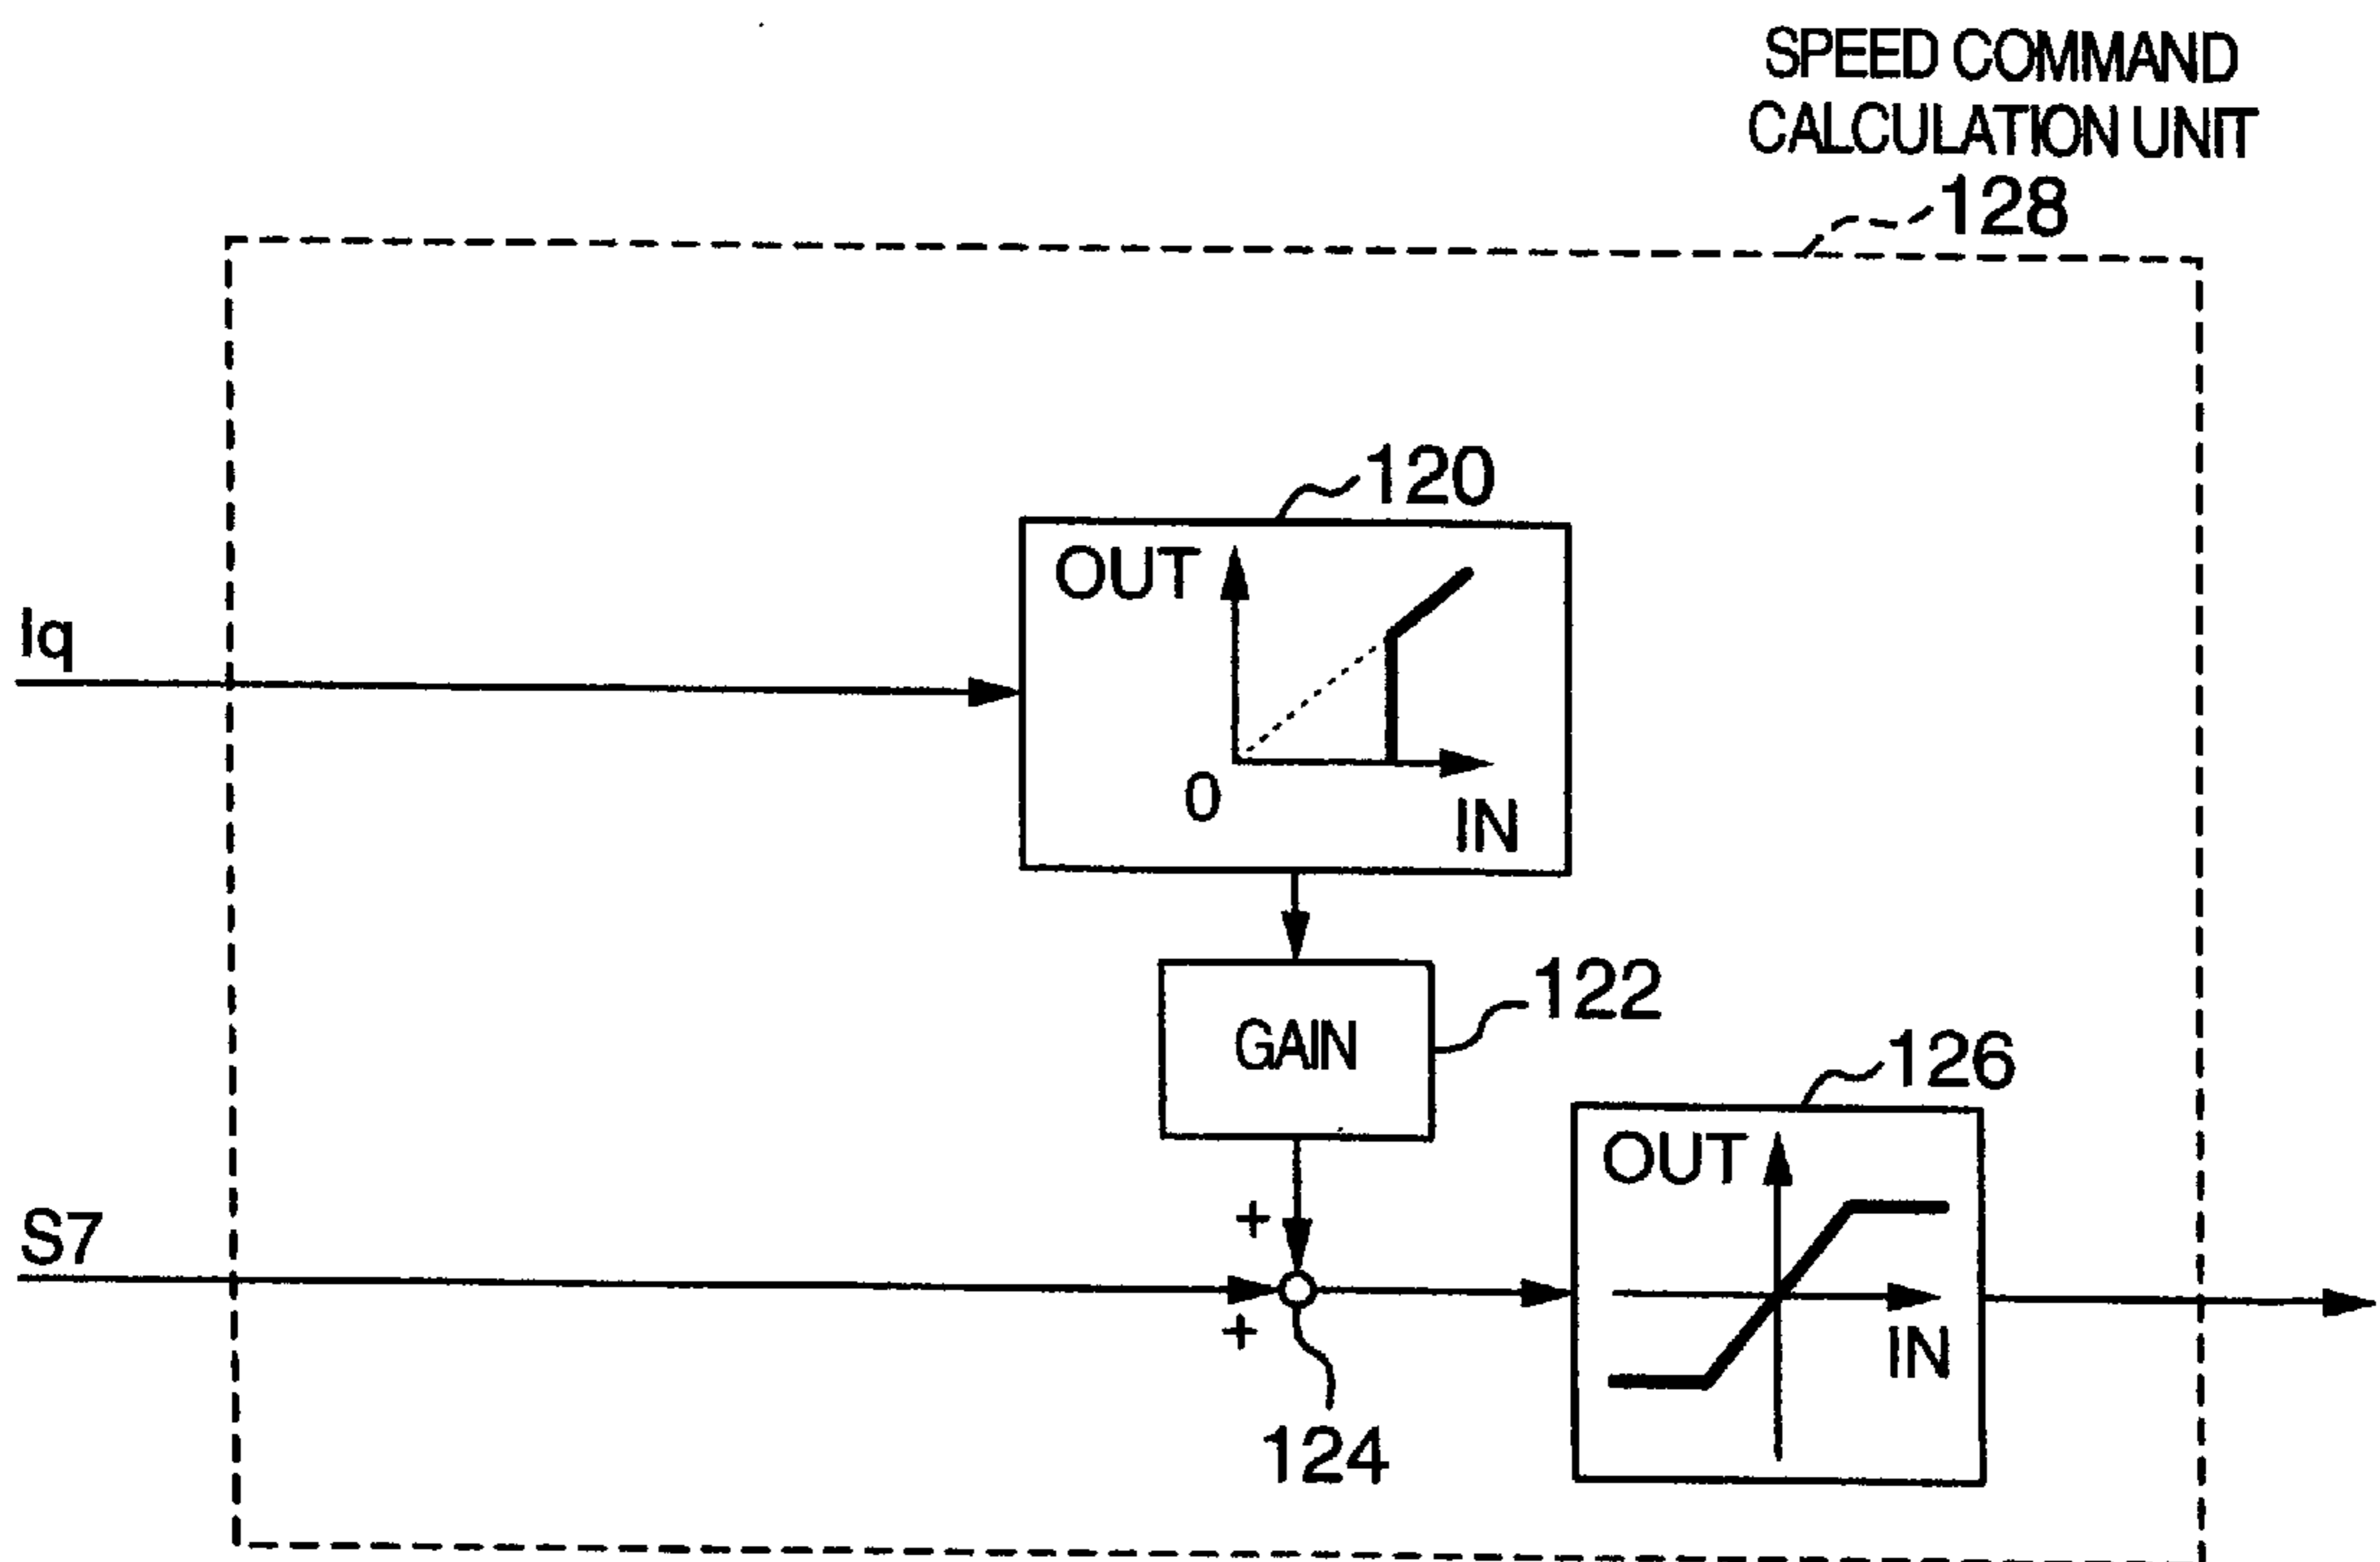 SPEED COMMAND
CALCULATION UNIT
128
120
OUT
Iq
0
IN
122
GAIN
126
OUT
+
S7
+
IN
124